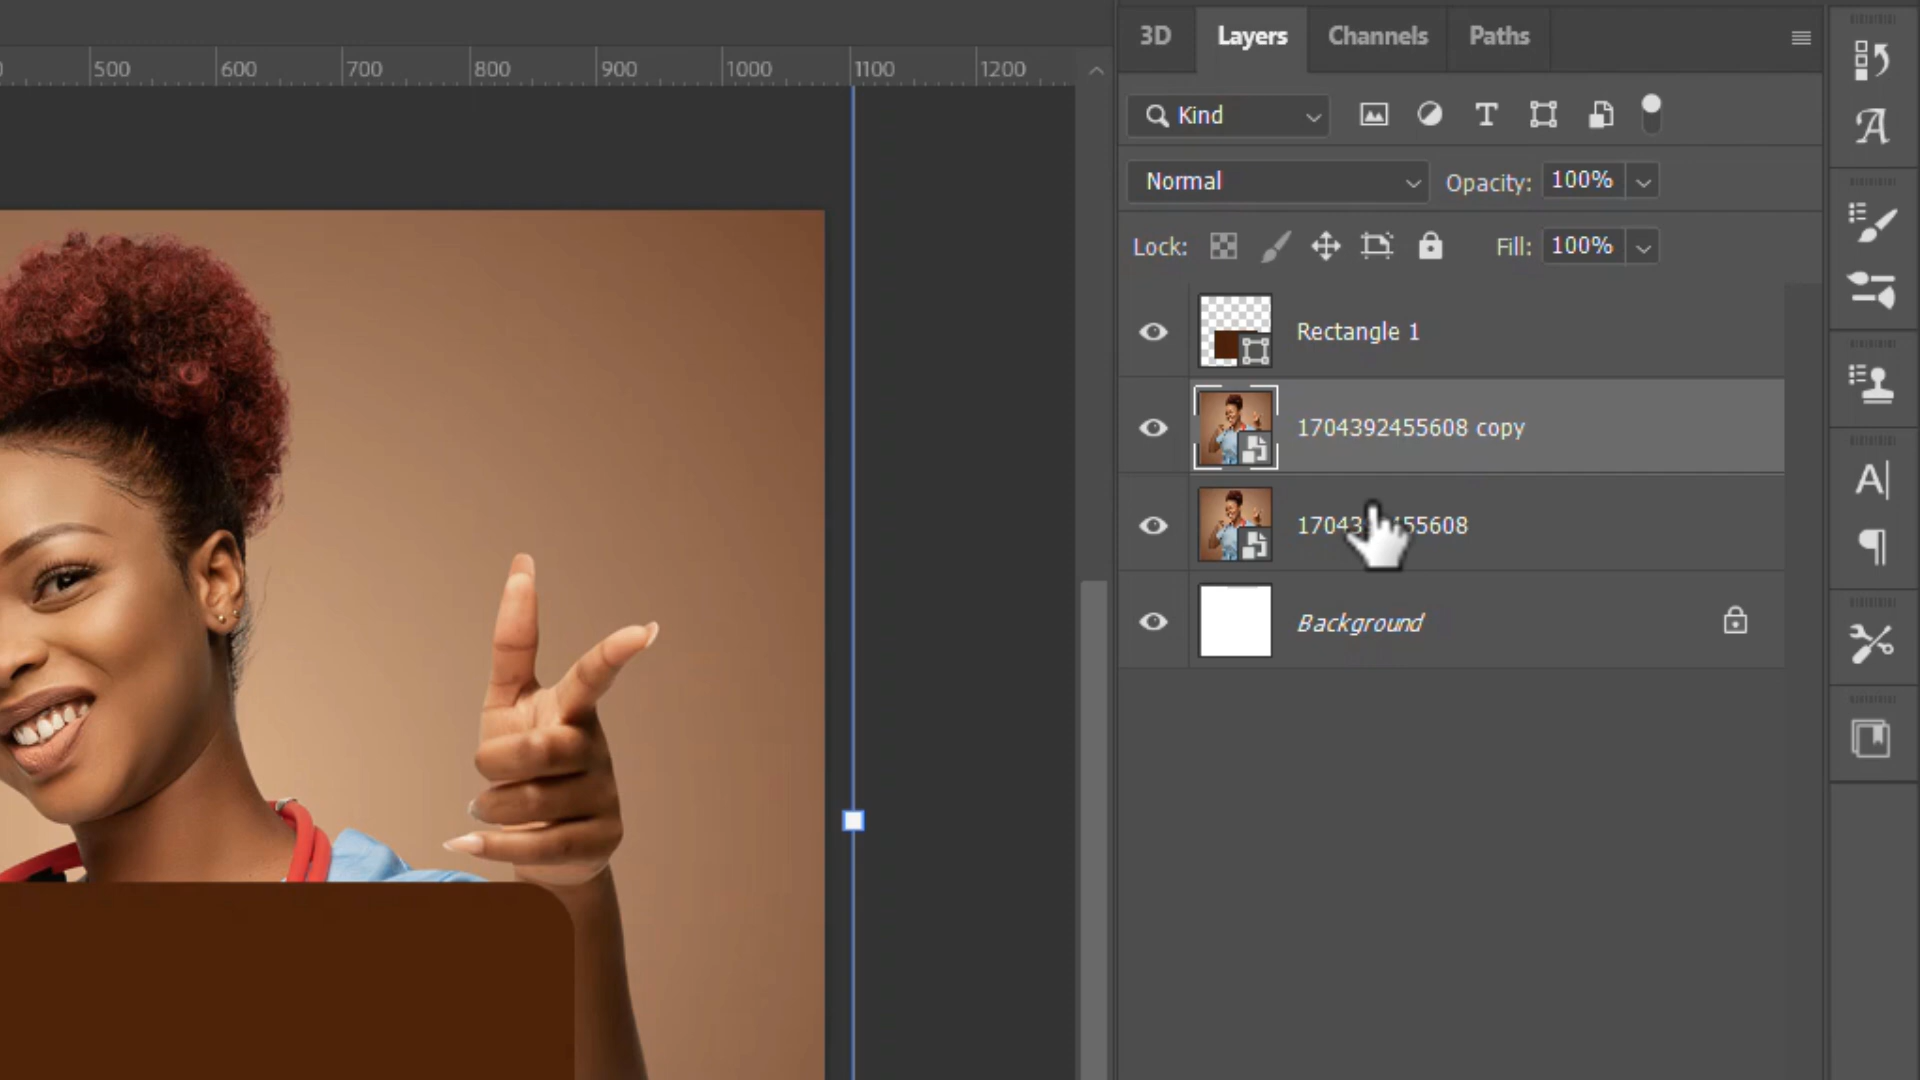 3D Layers Channels Paths
500 600 700 800 900 1000 1100 1200
Kind
Normal Opacity: 100%
Lock: Fill: 100%
Rectangle 1
1704392455608 copy
1704392455608
Background